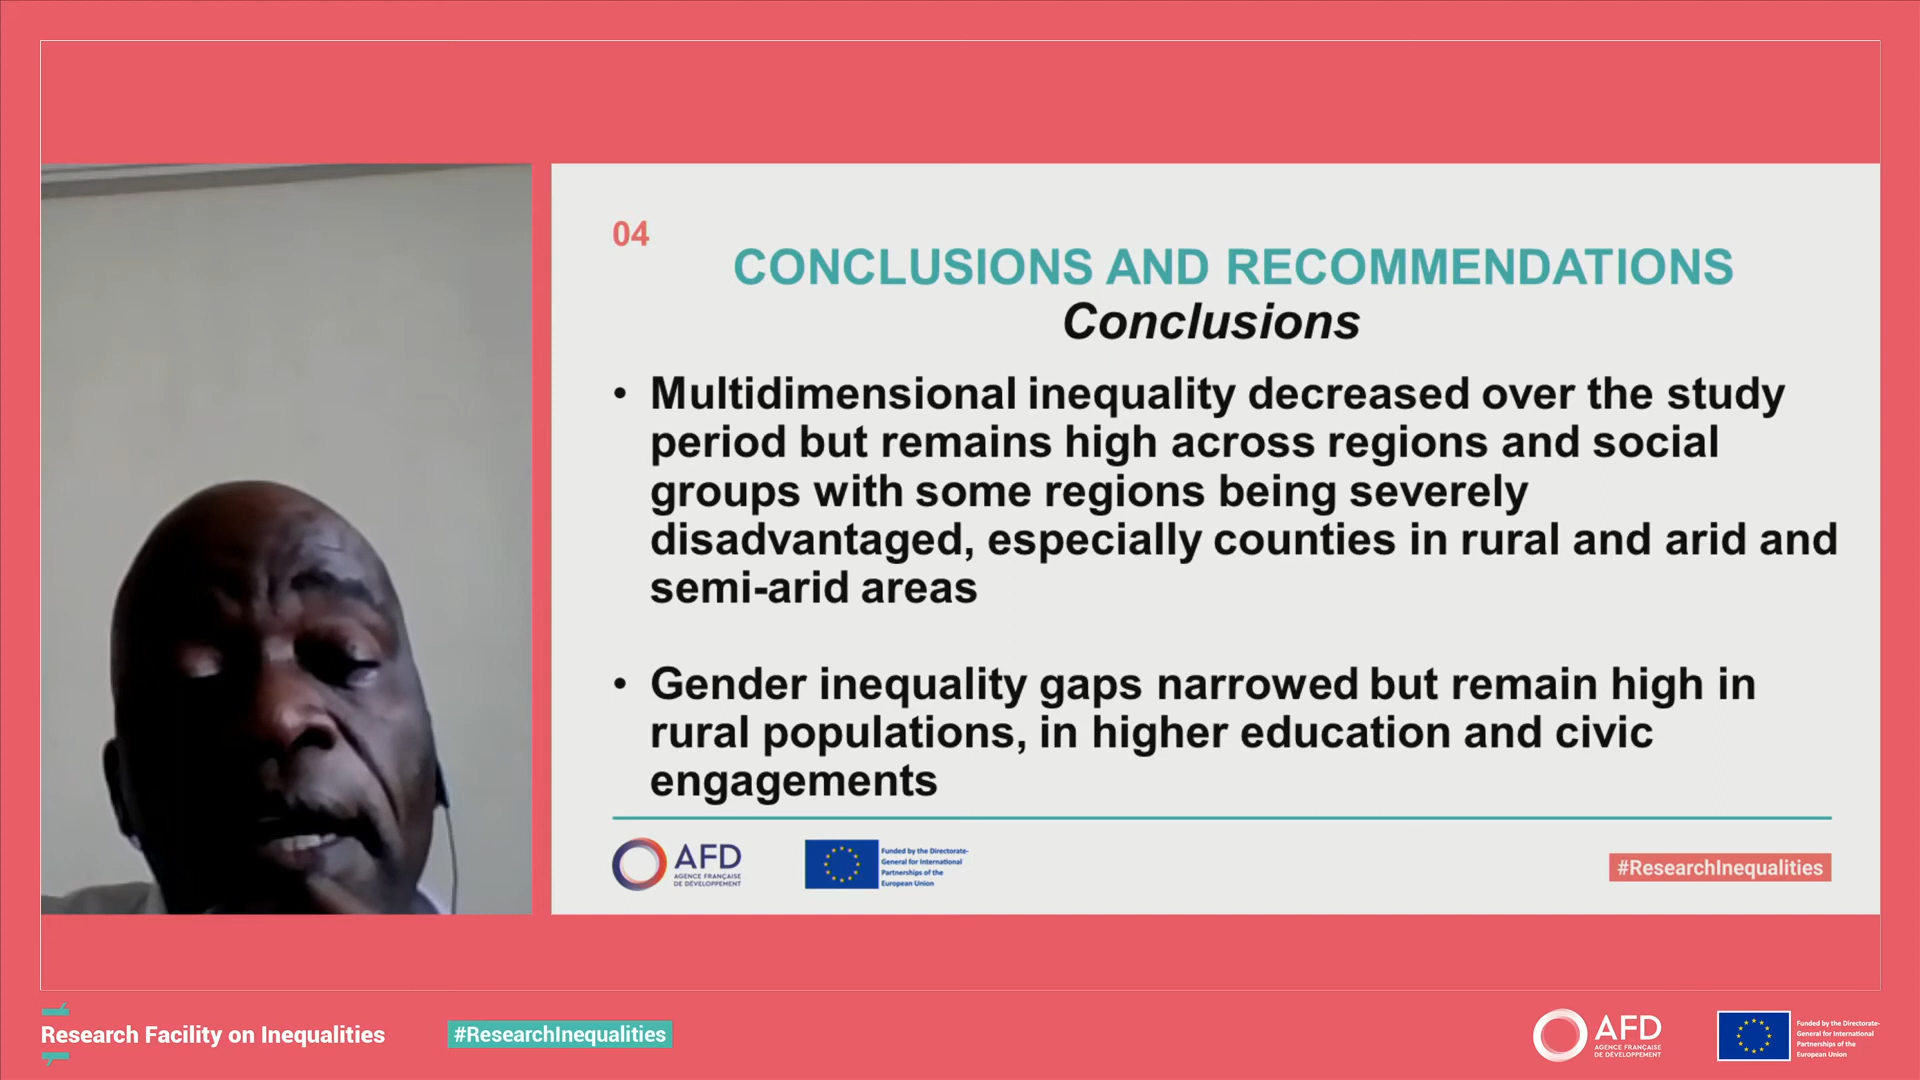 04
CONCLUSIONS AND RECOMMENDATIONS
Conclusions
• Multidimensional inequality decreased over the study
period but remains high across regions and social
groups with some regions being severely
disadvantaged, especially counties in rural and arid and
semi-arid areas
• Gender inequality gaps narrowed but remain high in
rural populations, in higher education and civic
engagements
AFD
AGENCE FRANÇAISE
DE DÉVELOPPEMENT
Funded by the Directorate-
General for International
Partnerships of the
European Union
#ResearchInequalities
Research Facility on Inequalities
#ResearchInequalities
AFD
AGENCE FRANÇAISE
DE DÉVELOPPEMENT
Funded by the Directorate-
General for International
Partnerships of the
European Union